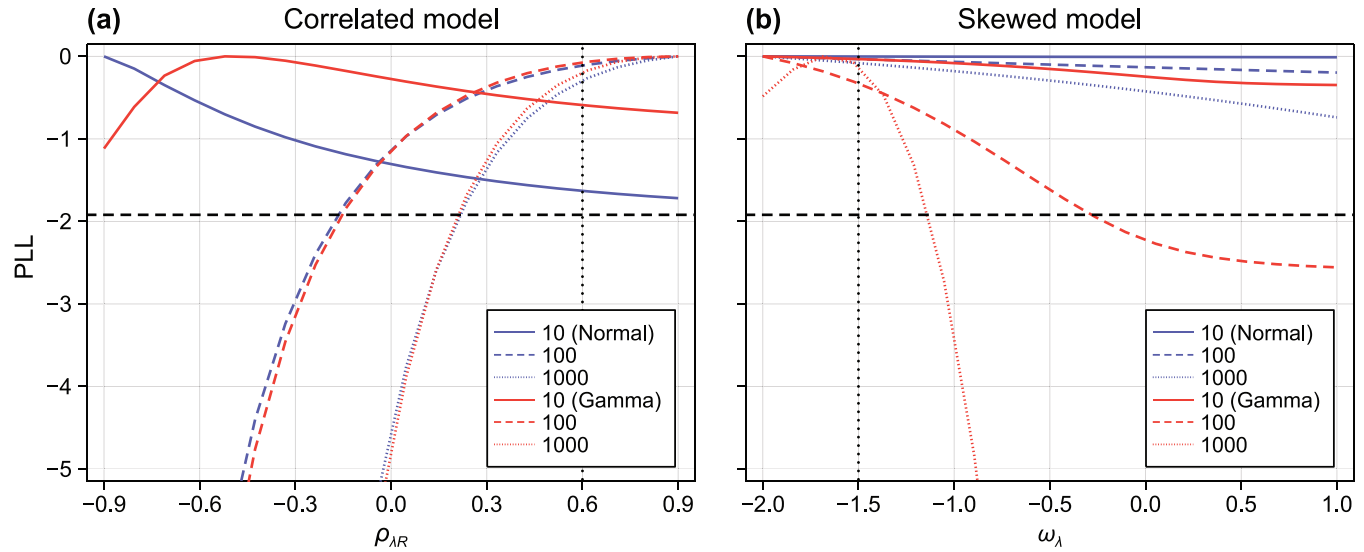 (a) Correlated model
PLL
0
−1
−2
−3
−4
−5
−0.9 −0.6 −0.3 0.0 0.3 0.6 0.9
ρλR
10 (Normal)
100
1000
10 (Gamma)
100
1000
(b) Skewed model
−2.0 −1.5 −1.0 −0.5 0.0 0.5 1.0
ωλ
10 (Normal)
100
1000
10 (Gamma)
100
1000